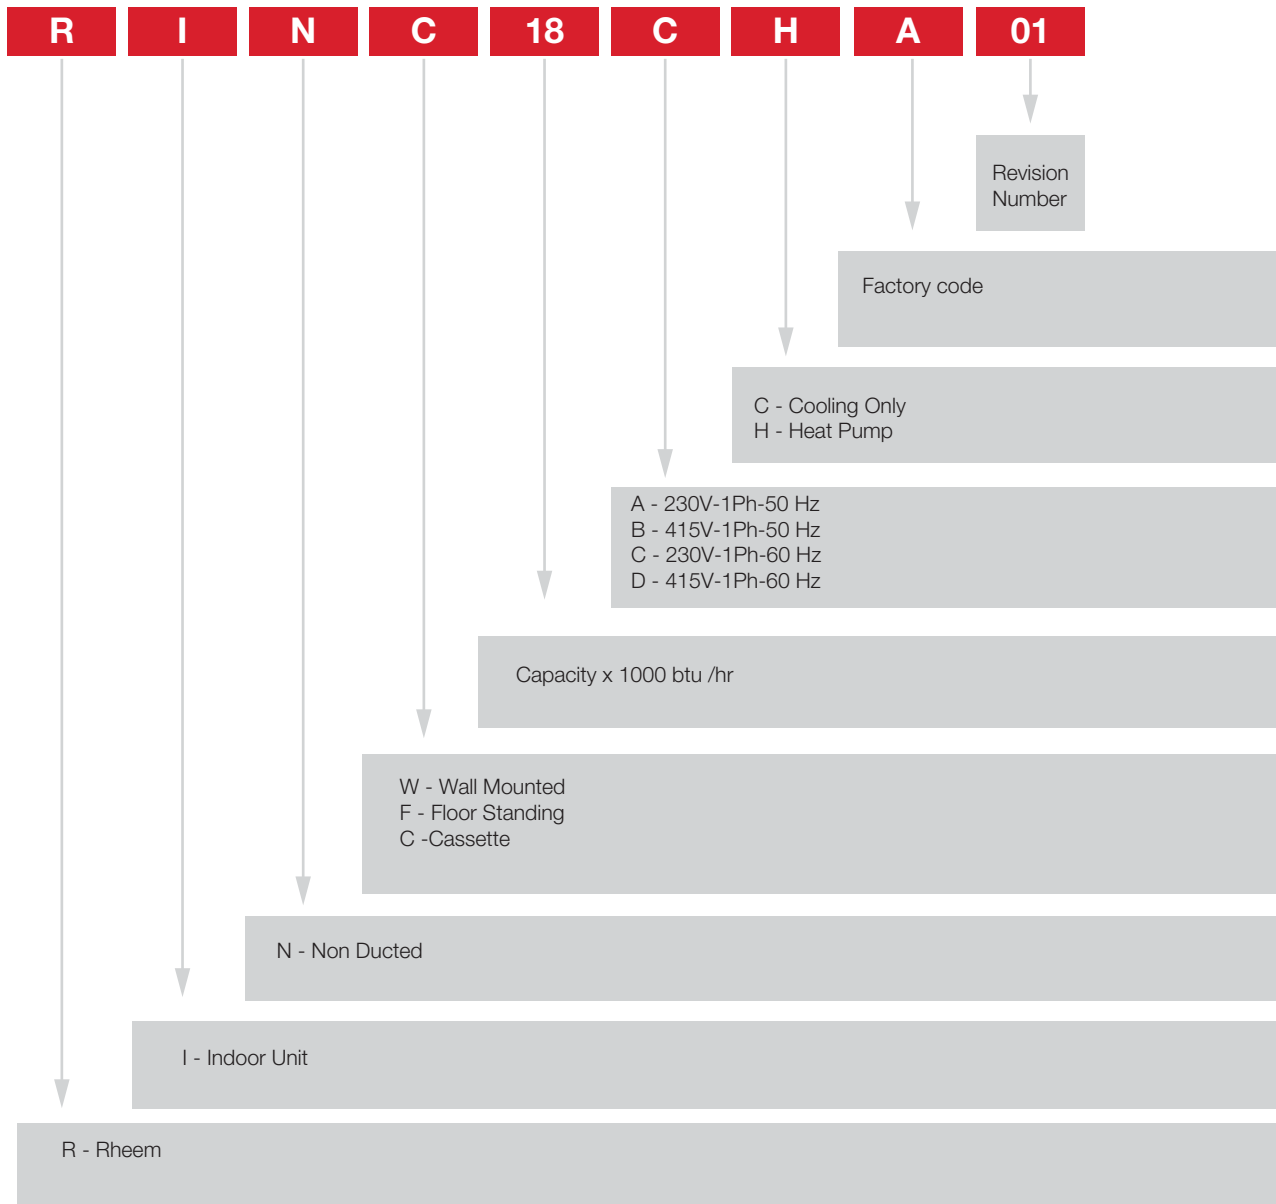 R I N C 18 C H A 01
Revision
Number
Factory code
C - Cooling Only
H - Heat Pump
A - 230V-1Ph-50 Hz
B - 415V-1Ph-50 Hz
C - 230V-1Ph-60 Hz
D - 415V-1Ph-60 Hz
Capacity x 1000 btu /hr
W - Wall Mounted
F - Floor Standing
C -Cassette
N - Non Ducted
I - Indoor Unit
R - Rheem